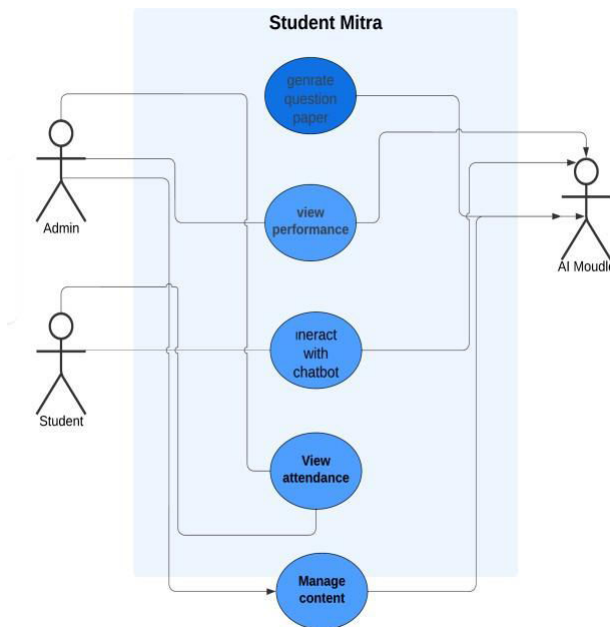 Student Mitra
genrate
question
paper
Admin
view
performance
AI Moudle
ineract
with
chatbot
Student
View
attendance
Manage
content